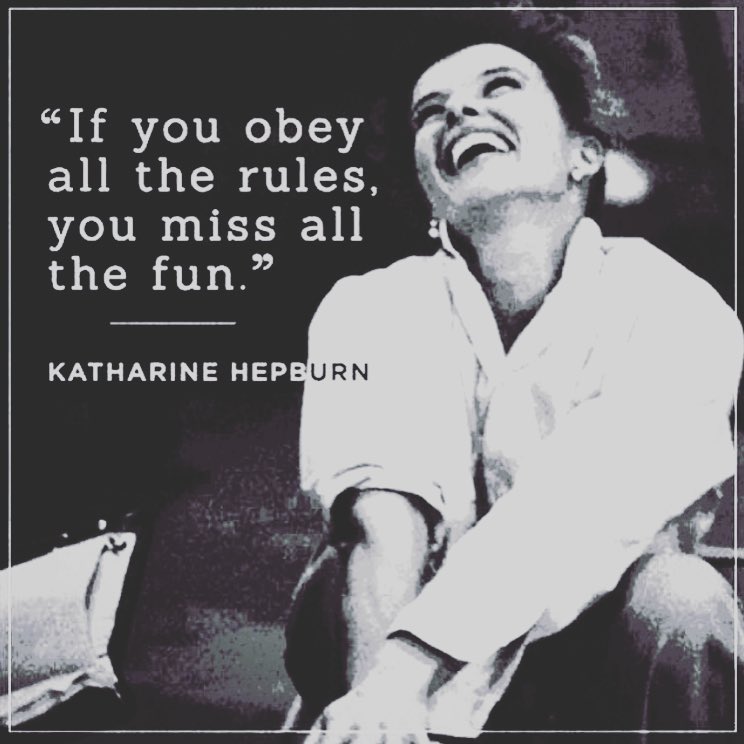 “If you obey
all the rules,
you miss all
the fun.”
KATHARINE HEPBURN